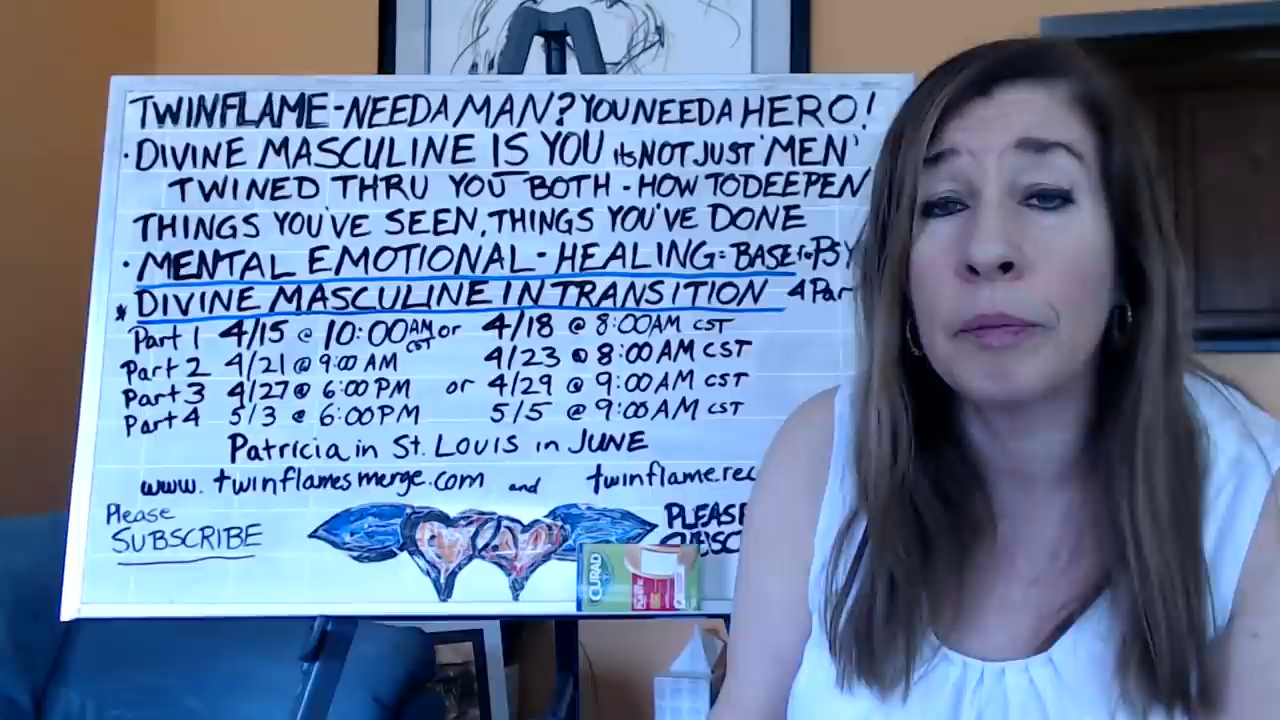 TWINFLAME-NEED A MAN? YOU NEED A HERO!
· DIVINE MASCULINE IS YOU its NOT JUST 'MEN'
TWINED THRU YOU BOTH - HOW TO DEEPEN
THINGS YOU'VE SEEN, THINGS YOU'VE DONE
· MENTAL EMOTIONAL - HEALING = BASE
* DIVINE MASCULINE IN TRANSITION 4 Par
Part 1 4/15 @ 10:00 AM CST or 4/18 @ 8:00 AM CST
Part 2 4/21 @ 9:00 AM 4/23 @ 8:00 AM CST
Part 3 4/27 @ 6:00 PM or 4/29 @ 9:00 AM CST
Part 4 5/3 @ 6:00 PM 5/5 @ 9:00 AM CST
Patricia in St. Louis in JUNE
www.twinflamesmerge.com and twinflame.rec
Please PLEAS
SUBSCRIBE
CURAD